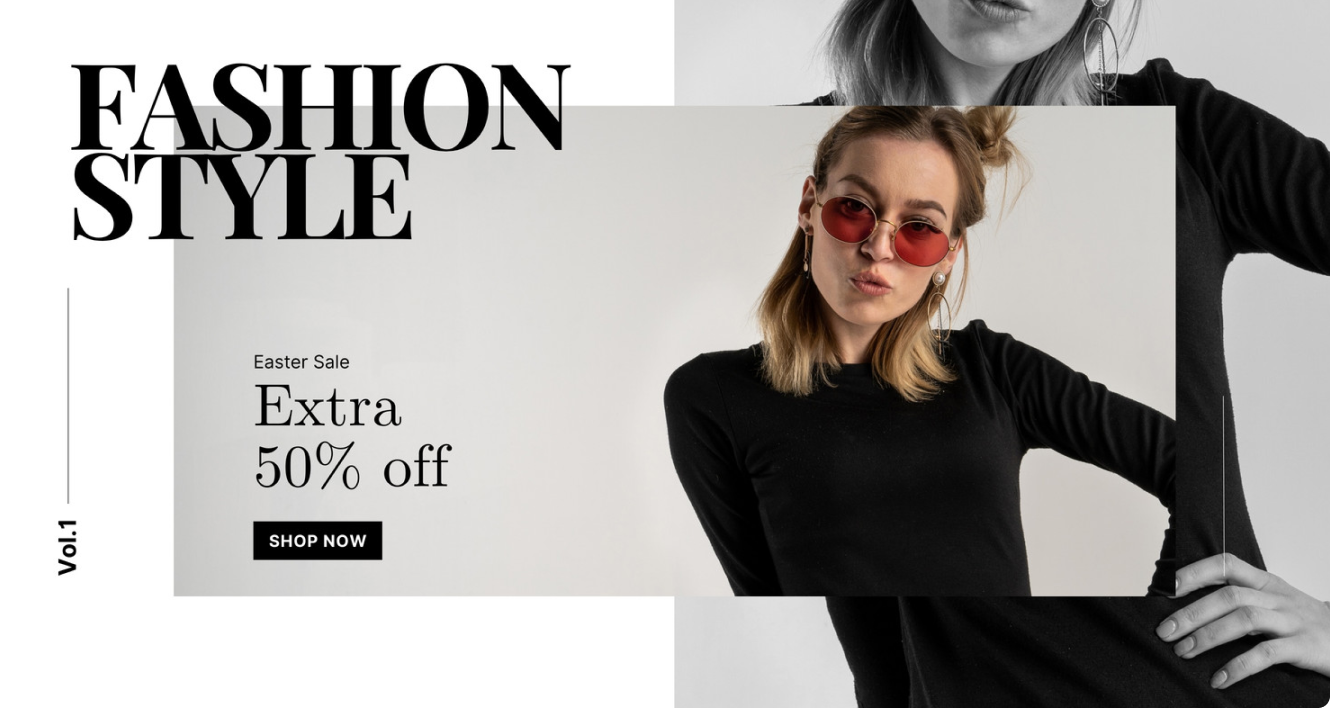 FASHION
STYLE
Easter Sale
Extra
50% off
SHOP NOW
Vol.1